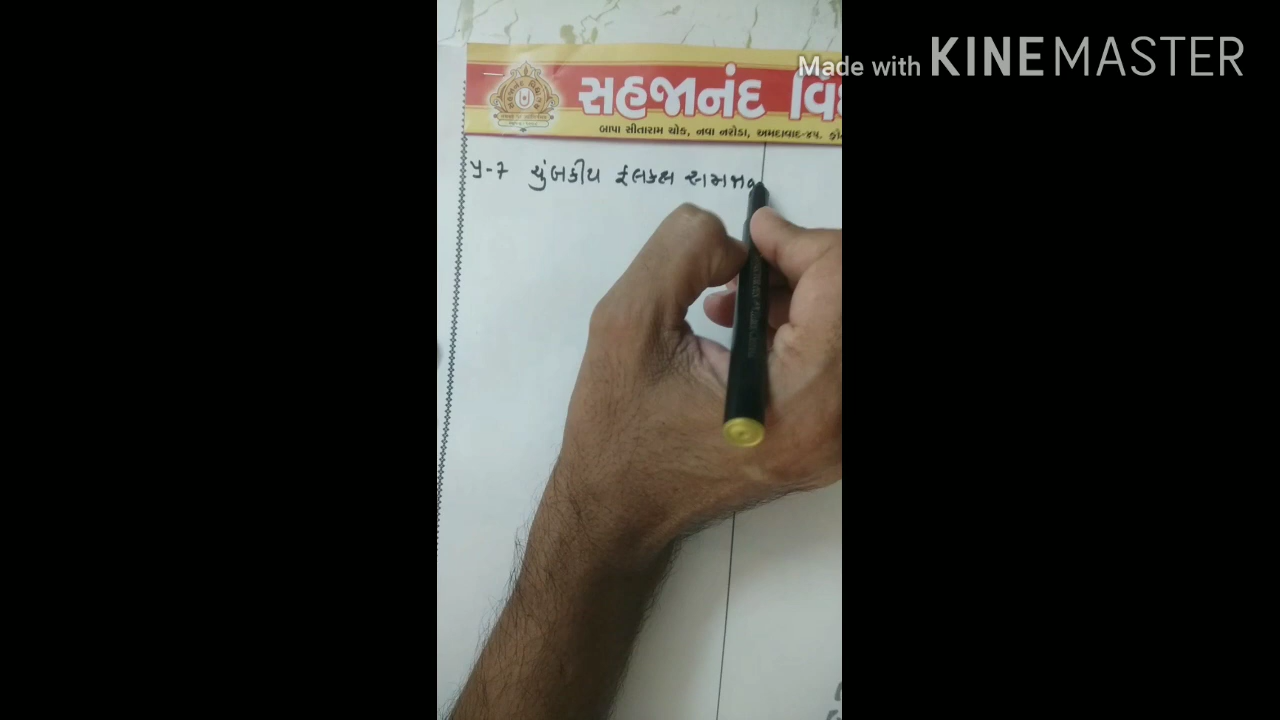 Made with KINEMASTER
સહજાનંદ
બાપા સીતારામ ચોક, નવા નરોડા, અમદાવાદ-૪૫.
પ્ર-7 ચુંબકીય ફ્લક્સ સમજાવ